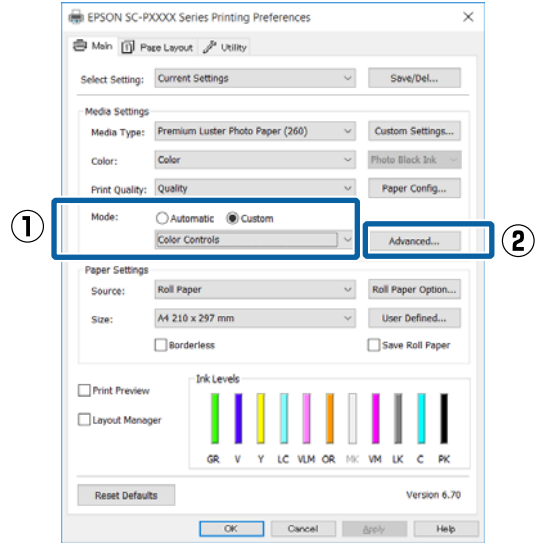 EPSON SC-PXXXX Series Printing Preferences
Main Page Layout Utility
Select Setting: Current Settings Save/Del...
Media Settings
Media Type: Premium Luster Photo Paper (260) Custom Settings...
Color: Color Photo Black Ink
Print Quality: Quality Paper Config...
① Mode: Automatic Custom
Color Controls Advanced... ②
Paper Settings
Source: Roll Paper Roll Paper Option...
Size: A4 210 x 297 mm User Defined...
Borderless Save Roll Paper
Ink Levels
Print Preview
Layout Manager
GR V Y LC VLM OR MK VM LK C PK
Reset Defaults Version 6.70
OK Cancel Apply Help